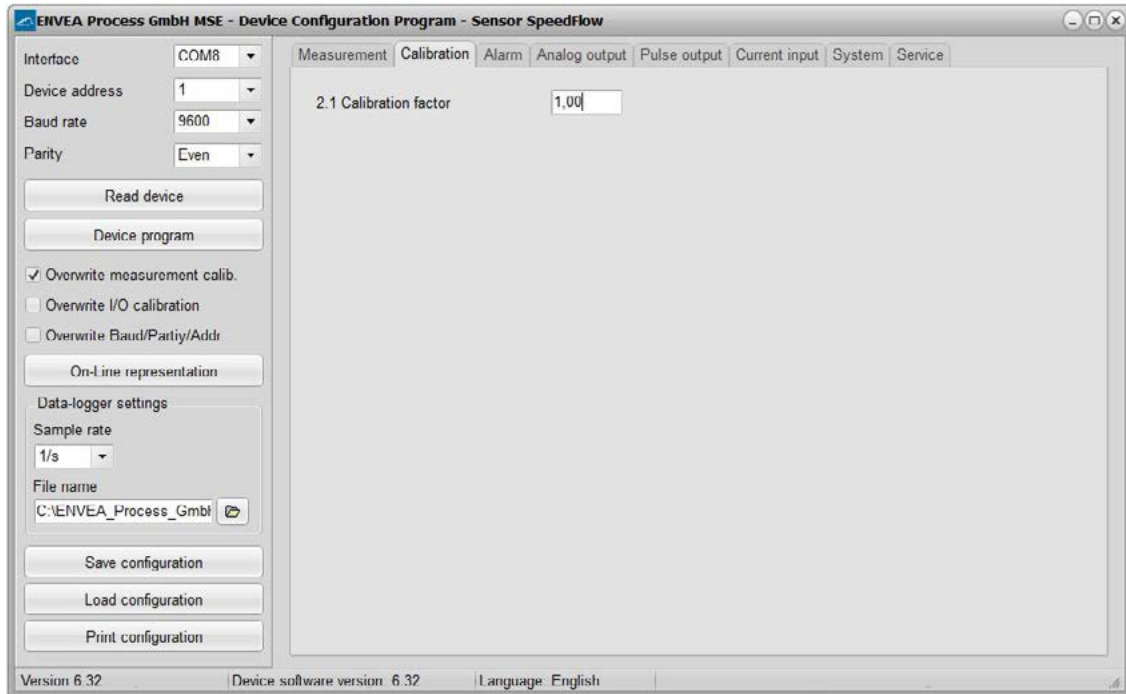 ENVEA Process GmbH MSE - Device Configuration Program - Sensor SpeedFlow
Interface COM8
Device address 1
Baud rate 9600
Parity Even
Read device
Device program
Overwrite measurement calib.
Overwrite I/O calibration
Overwrite Baud/Partiy/Addr
On-Line representation
Data-logger settings
Sample rate
1/s
File name
C:\ENVEA_Process_Gmbl
Save configuration
Load configuration
Print configuration
Measurement Calibration Alarm Analog output Pulse output Current input System Service
2.1 Calibration factor 1,00
Version 6.32 Device software version: 6.32 Language: English